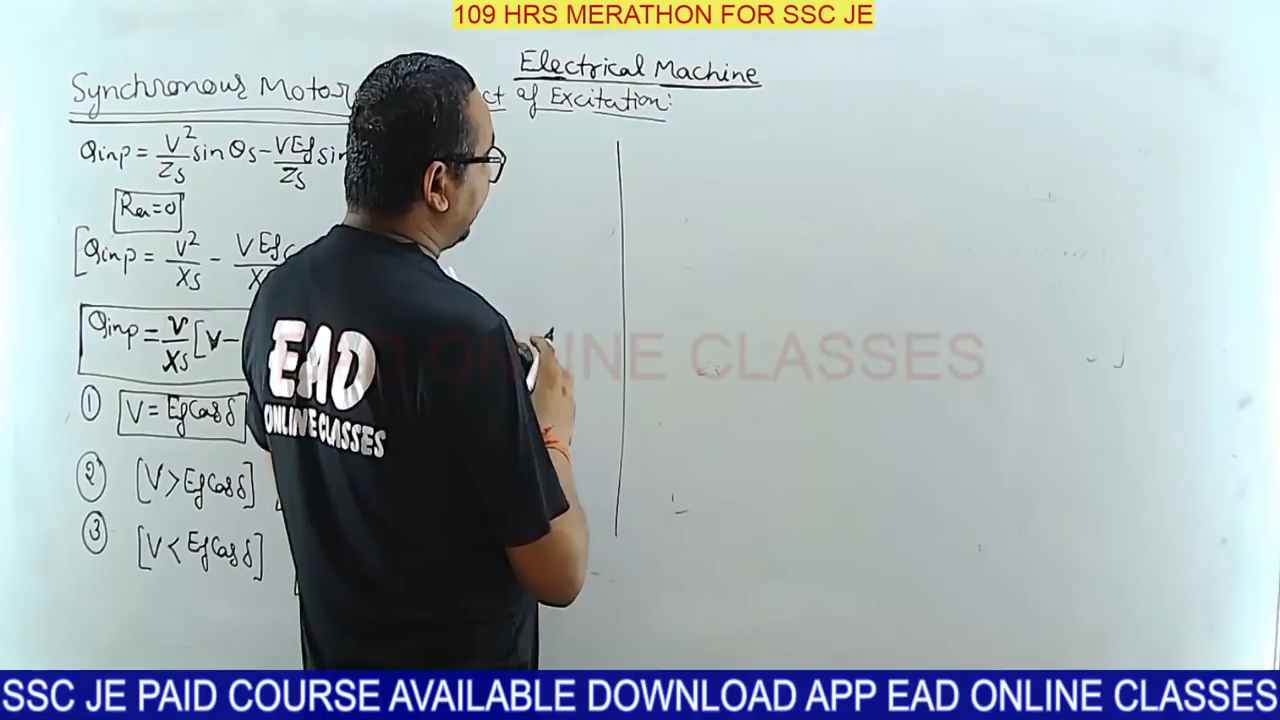 109 HRS MERATHON FOR SSC JE
Electrical Machine
Synchronous Motor
of Excitation:
Qinp = V²/Zs sin θs - VEf/Zs sin
Ra=0
[Qinp = V²/Xs - VEf
Qinp = V/Xs [V-
① V = Ef Cos δ
② [V > Ef Cos δ]
③ [V < Ef Cos δ]
EAD
ONLINE CLASSES
EAD ONLINE CLASSES
SSC JE PAID COURSE AVAILABLE DOWNLOAD APP EAD ONLINE CLASSES